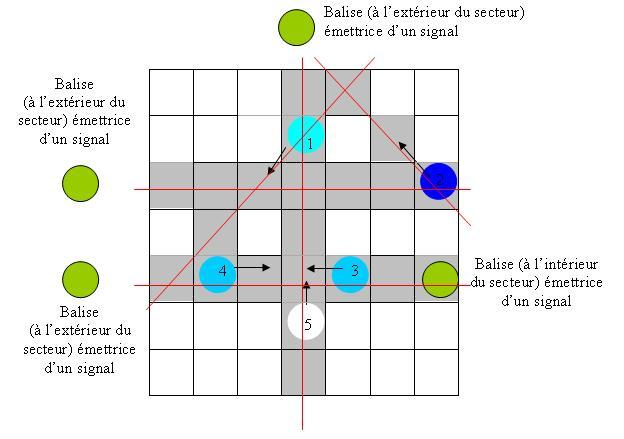 Balise (à l'extérieur du secteur)
émettrice d'un signal
Balise
(à l'extérieur du
secteur) émettrice
d'un signal
1
2
4
3
Balise (à l'intérieur
du secteur) émettrice
d'un signal
Balise
(à l'extérieur du
secteur) émettrice
d'un signal
5